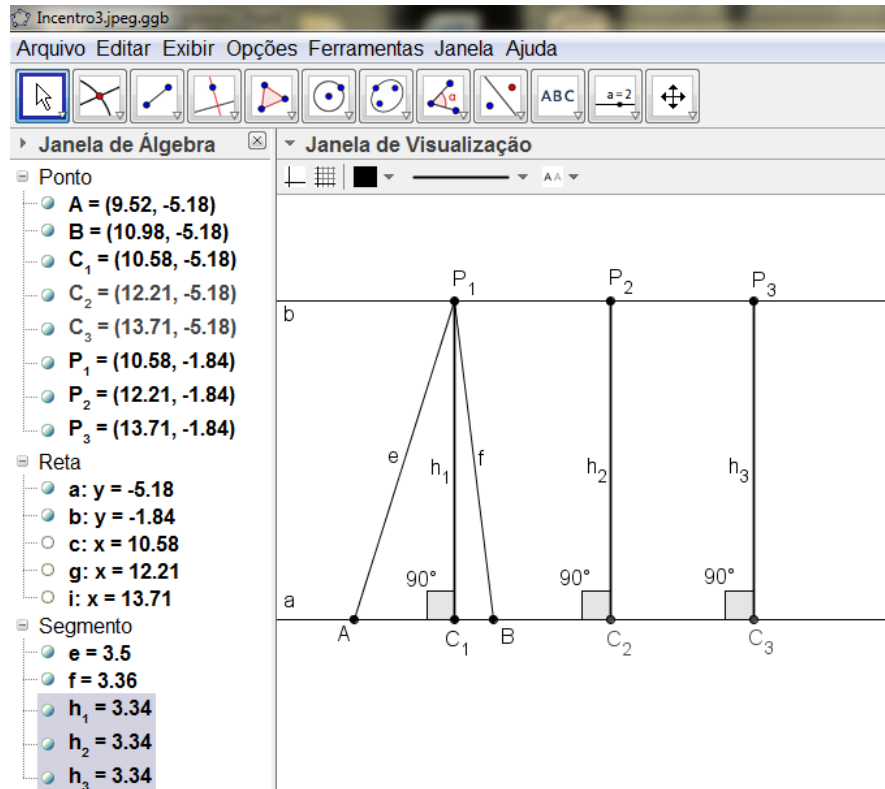 Incentro3.jpeg.ggb
Arquivo Editar Exibir Opções Ferramentas Janela Ajuda
α
ABC
a=2
Janela de Álgebra
Ponto
A = (9.52, -5.18)
B = (10.98, -5.18)
C₁ = (10.58, -5.18)
C₂ = (12.21, -5.18)
C₃ = (13.71, -5.18)
P₁ = (10.58, -1.84)
P₂ = (12.21, -1.84)
P₃ = (13.71, -1.84)
Reta
a: y = -5.18
b: y = -1.84
c: x = 10.58
g: x = 12.21
i: x = 13.71
Segmento
e = 3.5
f = 3.36
h₁ = 3.34
h₂ = 3.34
h₃ = 3.34
Janela de Visualização
A A
P₁ P₂ P₃
b
e h₁ f h₂ h₃
90° 90° 90°
a
A C₁ B C₂ C₃